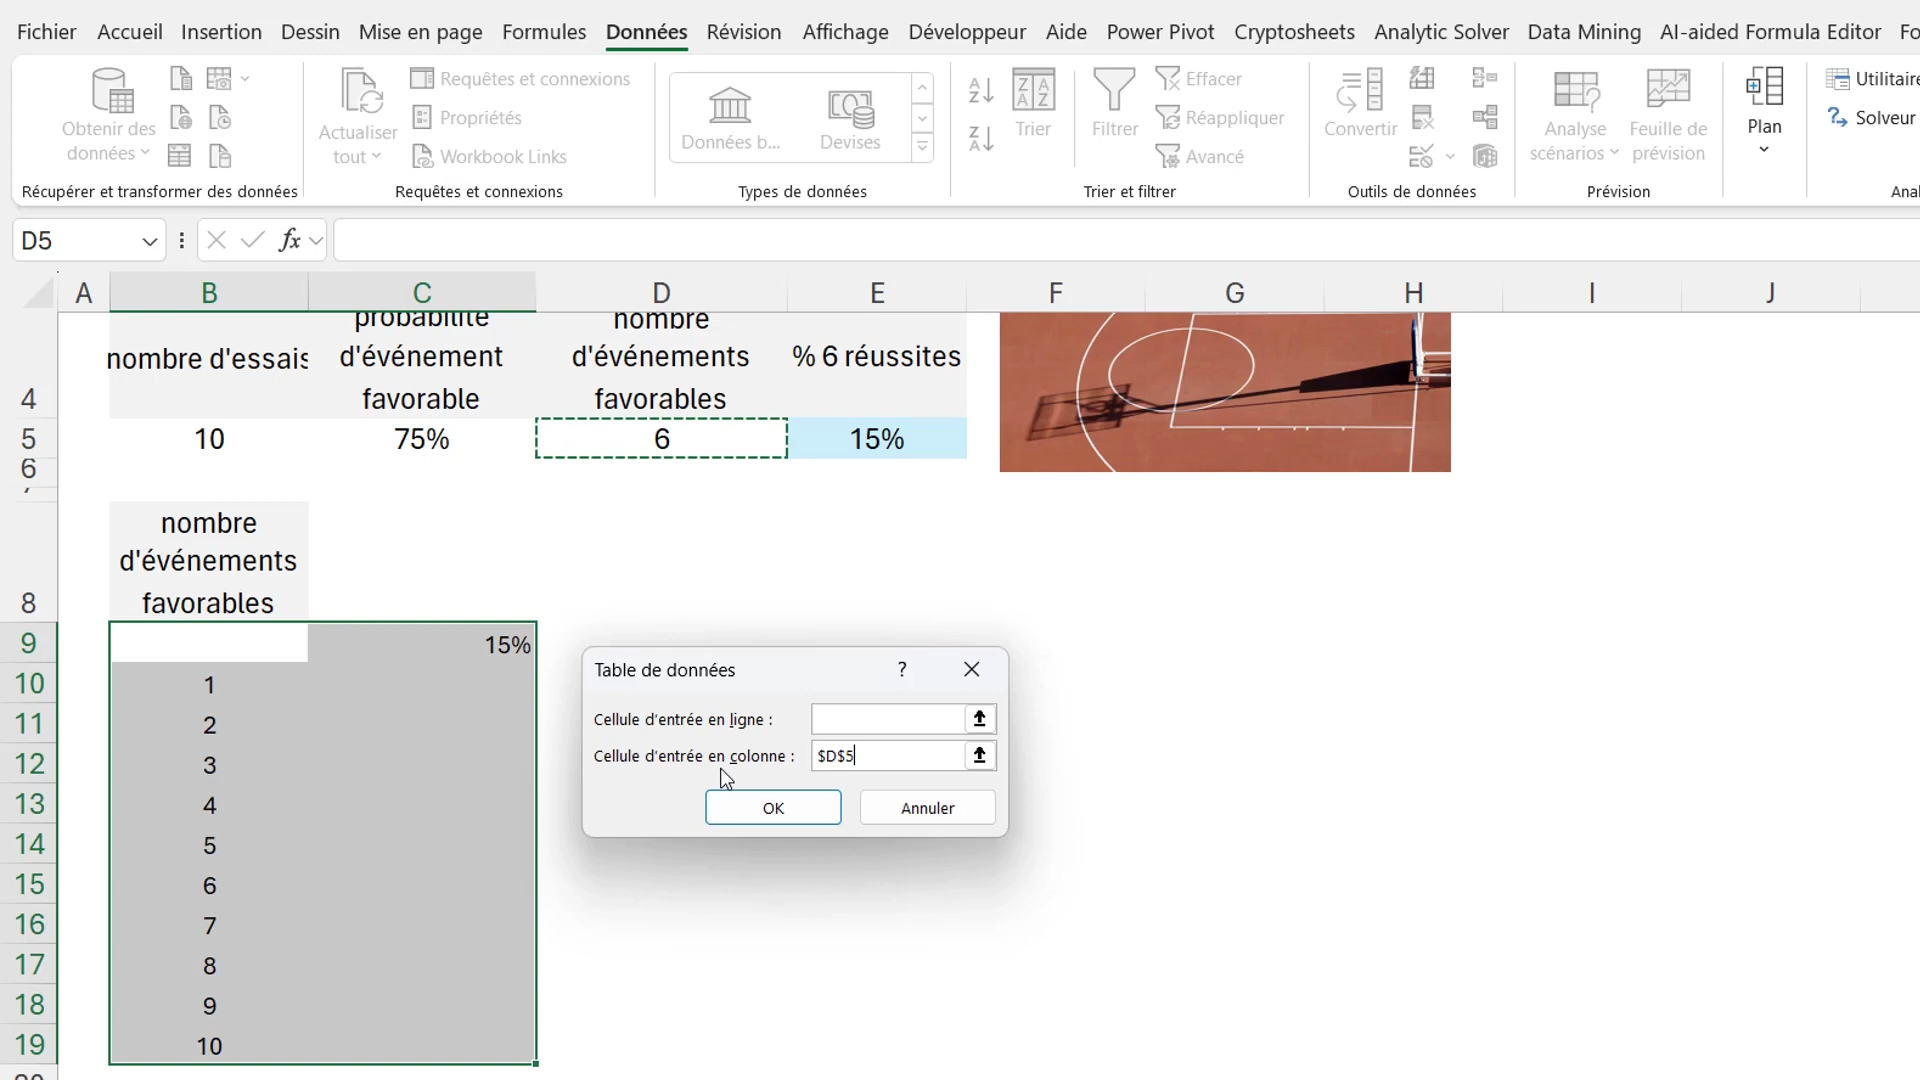 Fichier Accueil Insertion Dessin Mise en page Formules Données Révision Affichage Développeur Aide Power Pivot Cryptosheets Analytic Solver Data Mining AI-aided Formula Editor
Obtenir des
données
Actualiser
tout
Requêtes et connexions
Propriétés
Workbook Links
Données b...
Devises
Trier
Filtrer
Effacer
Réappliquer
Avancé
Convertir
Analyse
scénarios
Feuille de
prévision
Plan
Utilitaire
Solveur
Récupérer et transformer des données
Requêtes et connexions
Types de données
Trier et filtrer
Outils de données
Prévision
D5
fx
A B C D E F G H I J
4
nombre d'essais
probabilité
d'événement
favorable
nombre
d'événements
favorables
% 6 réussites
5 10 75% 6 15%
6
8
nombre
d'événements
favorables
9 15%
10 1
11 2
12 3
13 4
14 5
15 6
16 7
17 8
18 9
19 10
Table de données ?
Cellule d'entrée en ligne :
Cellule d'entrée en colonne : $D$5
OK Annuler